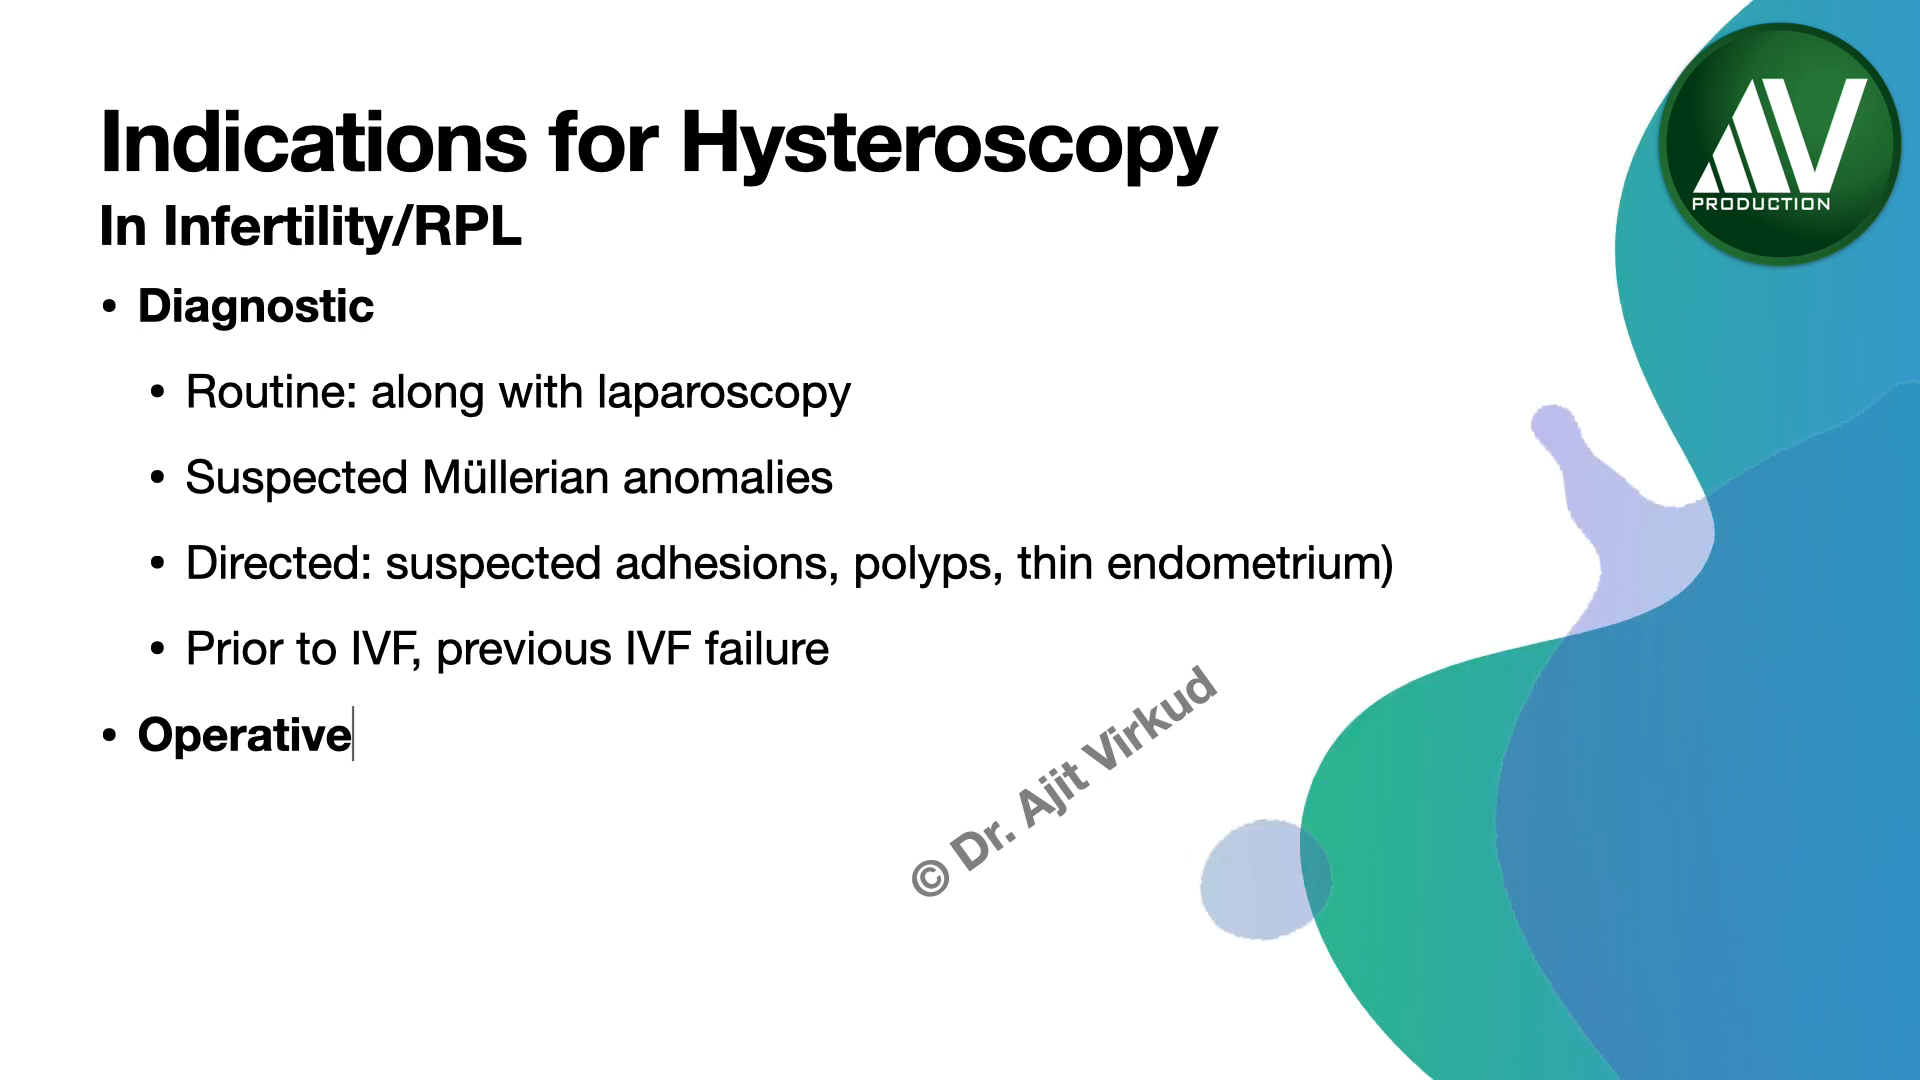 Indications for Hysteroscopy
In Infertility/RPL
• Diagnostic
• Routine: along with laparoscopy
• Suspected Müllerian anomalies
• Directed: suspected adhesions, polyps, thin endometrium)
• Prior to IVF, previous IVF failure
• Operative
© Dr. Ajit Virkud
AV
PRODUCTION